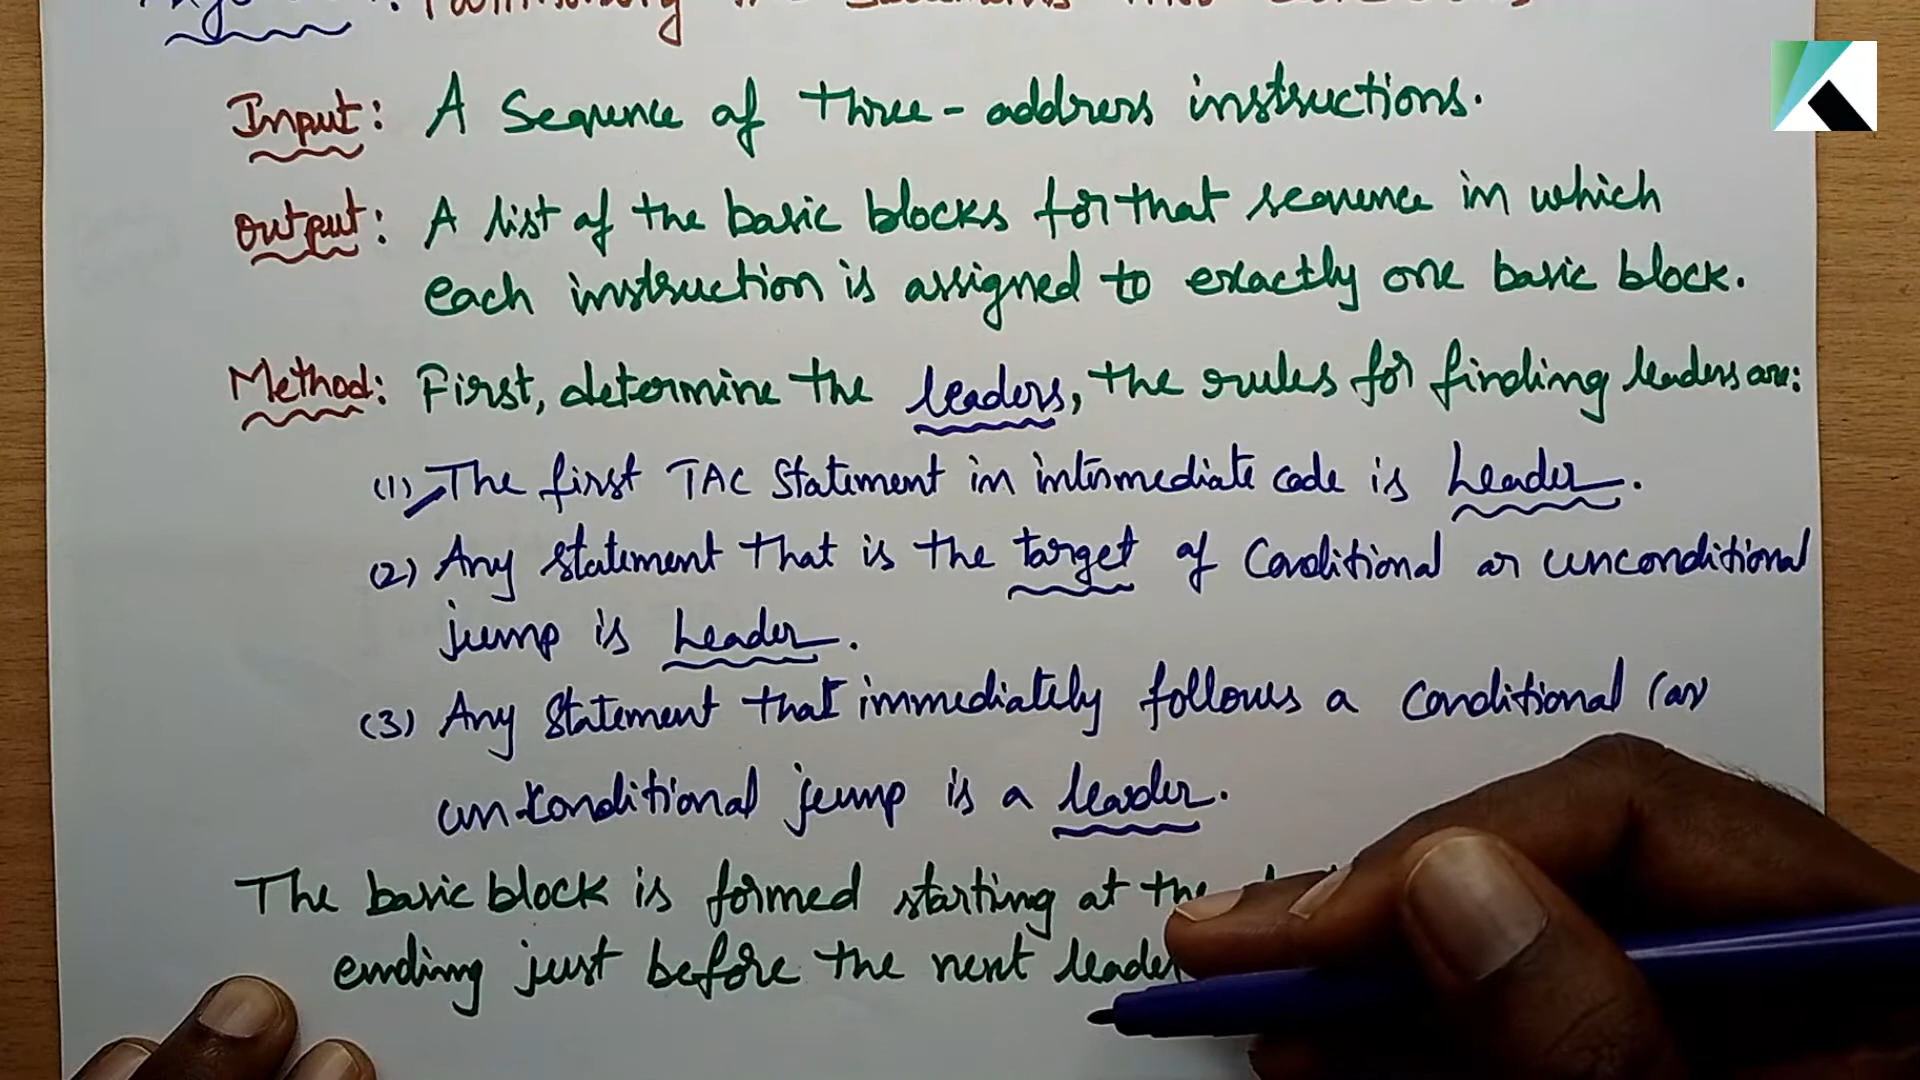 Input: A Sequence of three-address instructions.
Output: A list of the basic blocks for that sequence in which
each instruction is assigned to exactly one basic block.
Method: First, determine the leaders, the rules for finding leaders are:
(1) The first TAC Statement in intermediate code is Leader.
(2) Any statement that is the target of Conditional or unconditional
jump is Leader.
(3) Any Statement that immediately follows a conditional (or)
unconditional jump is a leader.
The basic block is formed starting at the
ending just before the next leader